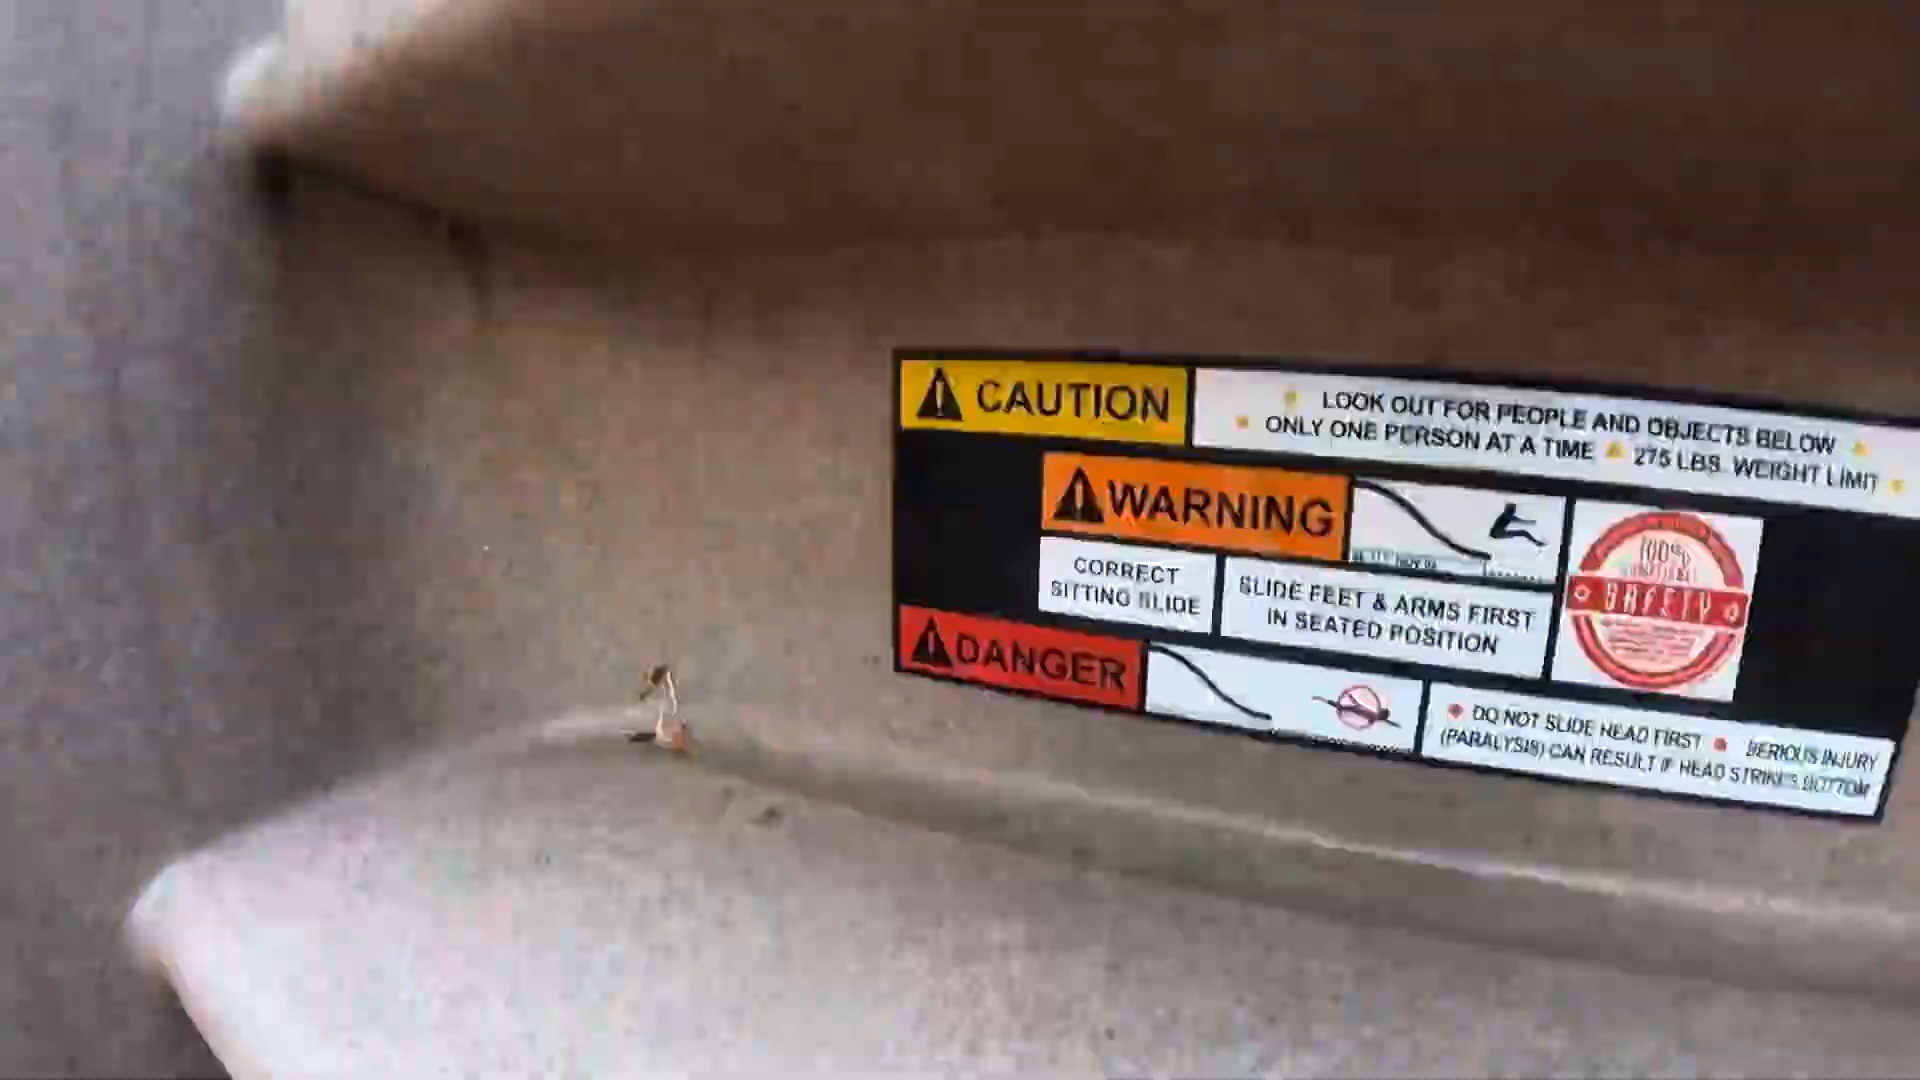 CAUTION
LOOK OUT FOR PEOPLE AND OBJECTS BELOW
ONLY ONE PERSON AT A TIME 275 LBS. WEIGHT LIMIT
WARNING
CORRECT
SITTING SLIDE
SLIDE FEET & ARMS FIRST
IN SEATED POSITION
100%
SAFETY
DANGER
DO NOT SLIDE HEAD FIRST SERIOUS INJURY
(PARALYSIS) CAN RESULT IF HEAD STRIKES BOTTOM